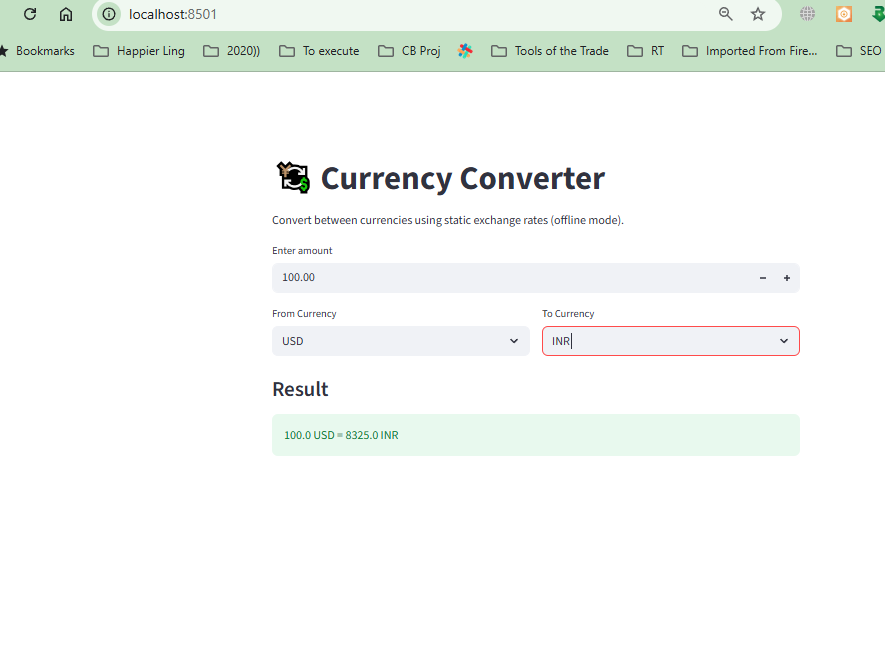 localhost:8501
Bookmarks Happier Ling 2020)) To execute CB Proj Tools of the Trade RT Imported From Fire... SEO
Currency Converter
Convert between currencies using static exchange rates (offline mode).
Enter amount
100.00 − +
From Currency To Currency
USD INR
Result
100.0 USD = 8325.0 INR